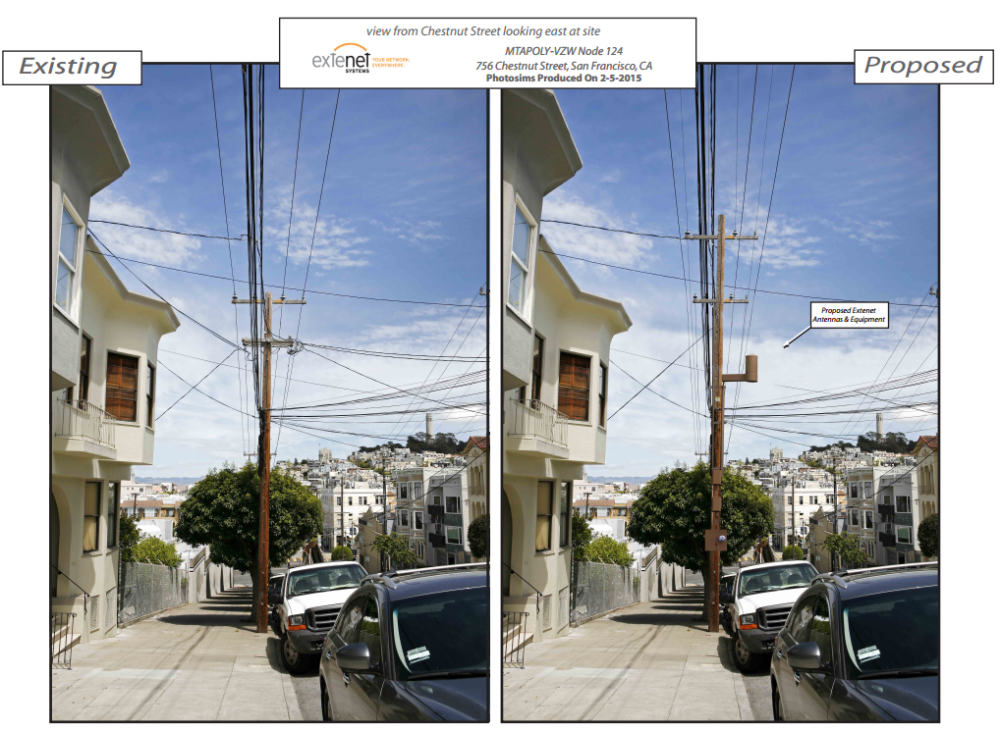 view from Chestnut Street looking east at site
extenet
SYSTEMS
YOUR NETWORK.
EVERYWHERE.
MTAPOLY-VZW Node 124
756 Chestnut Street, San Francisco, CA
Photosims Produced On 2-5-2015
Existing
Proposed
Proposed Extenet
Antennas & Equipment